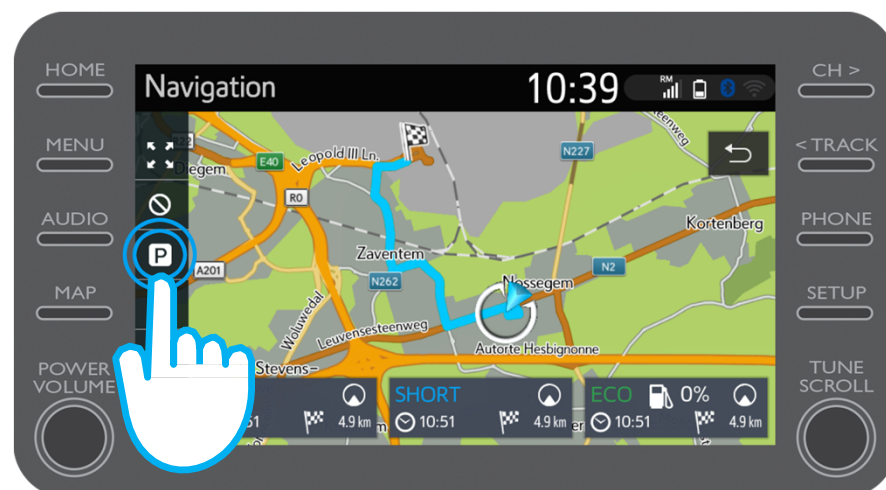 HOME
MENU
AUDIO
MAP
POWER
VOLUME
Navigation
10:39
RM
CH >
< TRACK
PHONE
SETUP
TUNE
SCROLL
Leopold III Ln.
E40
R0
N227
P
A201
Zaventem
N262
Kortenberg
N2
Nossegem
Woluwedal
Leuvensesteenweg
Autorte Hesbignonne
Stevens-
4.9 km
SHORT
10:51
4.9 km
ECO
0%
10:51
4.9 km